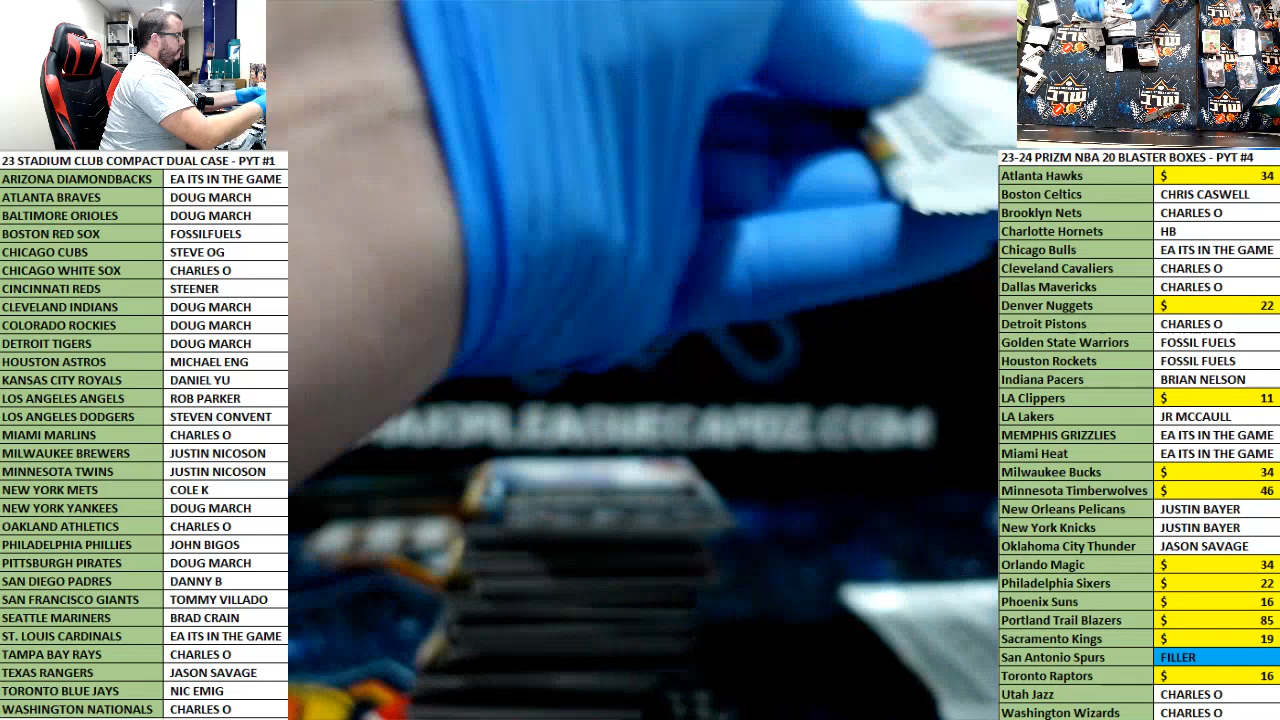 23 STADIUM CLUB COMPACT DUAL CASE - PYT #1
ARIZONA DIAMONDBACKS EA ITS IN THE GAME
ATLANTA BRAVES DOUG MARCH
BALTIMORE ORIOLES DOUG MARCH
BOSTON RED SOX FOSSILFUELS
CHICAGO CUBS STEVE OG
CHICAGO WHITE SOX CHARLES O
CINCINNATI REDS STEENER
CLEVELAND INDIANS DOUG MARCH
COLORADO ROCKIES DOUG MARCH
DETROIT TIGERS DOUG MARCH
HOUSTON ASTROS MICHAEL ENG
KANSAS CITY ROYALS DANIEL YU
LOS ANGELES ANGELS ROB PARKER
LOS ANGELES DODGERS STEVEN CONVENT
MIAMI MARLINS CHARLES O
MILWAUKEE BREWERS JUSTIN NICOSON
MINNESOTA TWINS JUSTIN NICOSON
NEW YORK METS COLE K
NEW YORK YANKEES DOUG MARCH
OAKLAND ATHLETICS CHARLES O
PHILADELPHIA PHILLIES JOHN BIGOS
PITTSBURGH PIRATES DOUG MARCH
SAN DIEGO PADRES DANNY B
SAN FRANCISCO GIANTS TOMMY VILLADO
SEATTLE MARINERS BRAD CRAIN
ST. LOUIS CARDINALS EA ITS IN THE GAME
TAMPA BAY RAYS CHARLES O
TEXAS RANGERS JASON SAVAGE
TORONTO BLUE JAYS NIC EMIG
WASHINGTON NATIONALS CHARLES O
23-24 PRIZM NBA 20 BLASTER BOXES - PYT #4
Atlanta Hawks $ 34
Boston Celtics CHRIS CASWELL
Brooklyn Nets CHARLES O
Charlotte Hornets HB
Chicago Bulls EA ITS IN THE GAME
Cleveland Cavaliers CHARLES O
Dallas Mavericks CHARLES O
Denver Nuggets $ 22
Detroit Pistons CHARLES O
Golden State Warriors FOSSIL FUELS
Houston Rockets FOSSIL FUELS
Indiana Pacers BRIAN NELSON
LA Clippers $ 11
LA Lakers JR MCCAULL
MEMPHIS GRIZZLIES EA ITS IN THE GAME
Miami Heat EA ITS IN THE GAME
Milwaukee Bucks $ 34
Minnesota Timberwolves $ 46
New Orleans Pelicans JUSTIN BAYER
New York Knicks JUSTIN BAYER
Oklahoma City Thunder JASON SAVAGE
Orlando Magic $ 34
Philadelphia Sixers $ 22
Phoenix Suns $ 16
Portland Trail Blazers $ 85
Sacramento Kings $ 19
San Antonio Spurs FILLER
Toronto Raptors $ 16
Utah Jazz CHARLES O
Washington Wizards CHARLES O